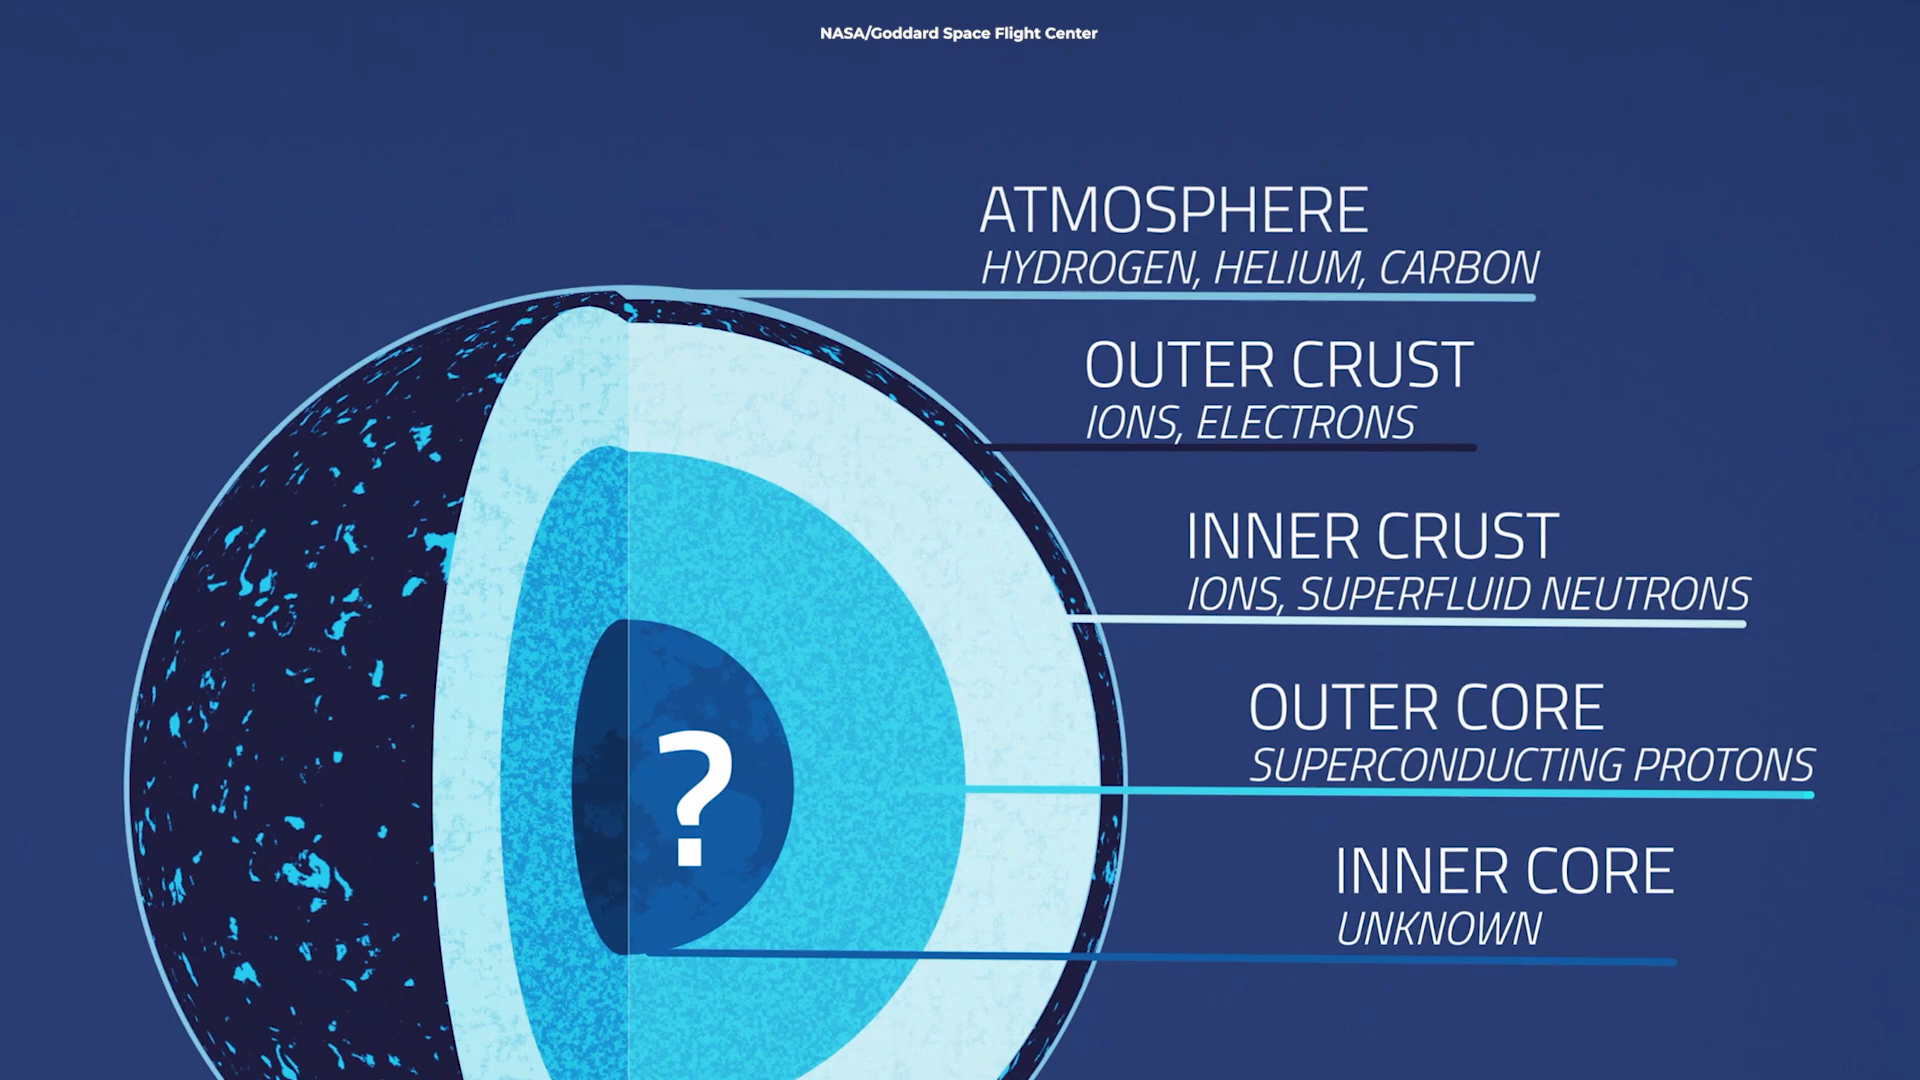 NASA/Goddard Space Flight Center
ATMOSPHERE
HYDROGEN, HELIUM, CARBON
OUTER CRUST
IONS, ELECTRONS
INNER CRUST
IONS, SUPERFLUID NEUTRONS
OUTER CORE
SUPERCONDUCTING PROTONS
?
INNER CORE
UNKNOWN